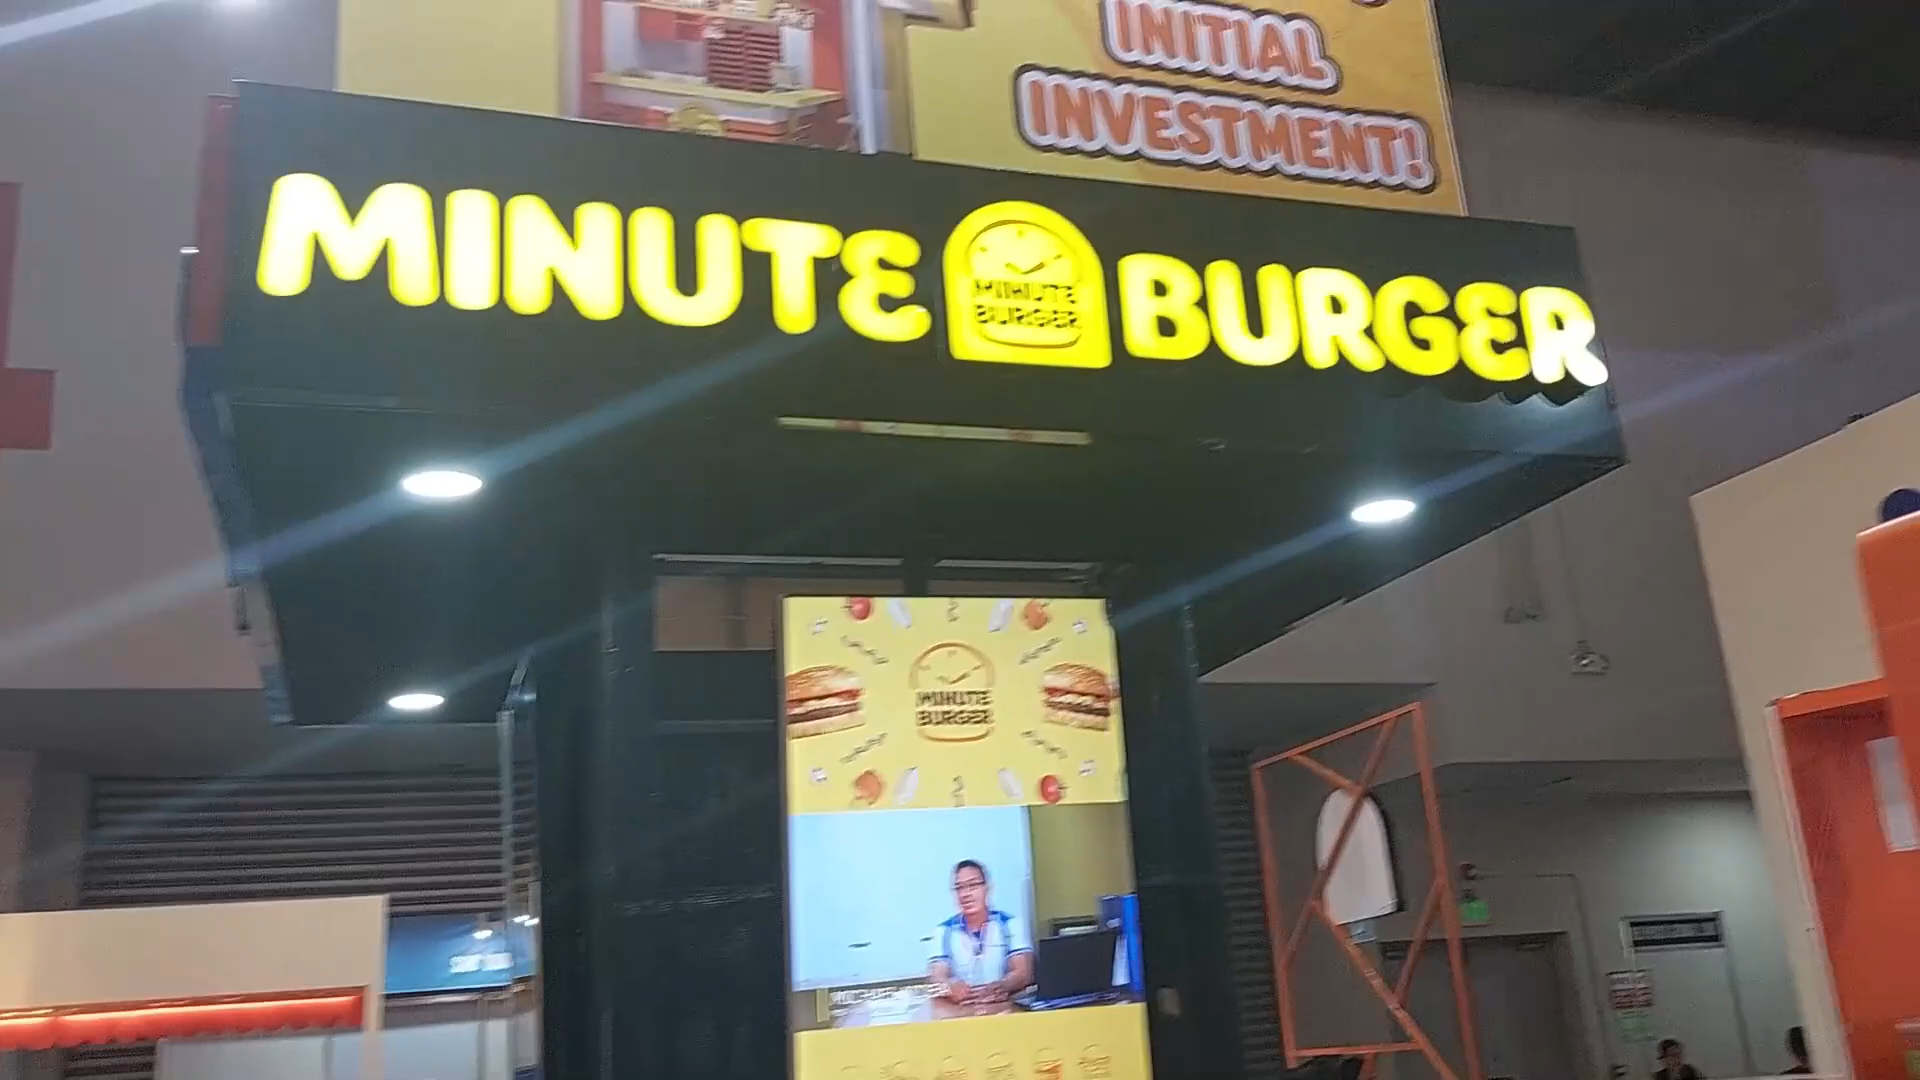 INITIAL
INVESTMENT!
MINUTE BURGER
MINUTE
BURGER
MINUTE
BURGER